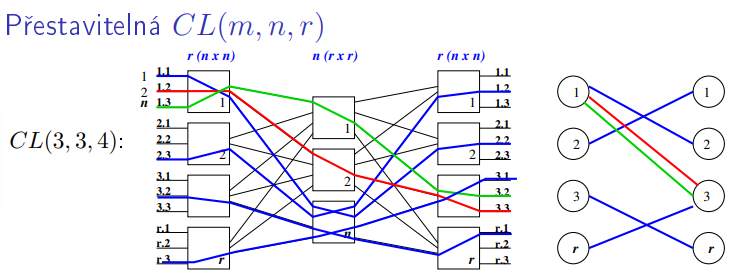 Přestavitelná CL(m, n, r)
r (n x n)
n (r x r)
r (n x n)
CL(3, 3, 4):
1
2
n
1.1
1.2
1.3
1
2.1
2.2
2.3
2
3.1
3.2
3.3
r.1
r.2
r.3
r
1
2
n
1.1
1.2
1.3
1
2.1
2.2
2.3
2
3.1
3.2
3.3
r.1
r.2
r.3
r
1
2
3
r
1
2
3
r